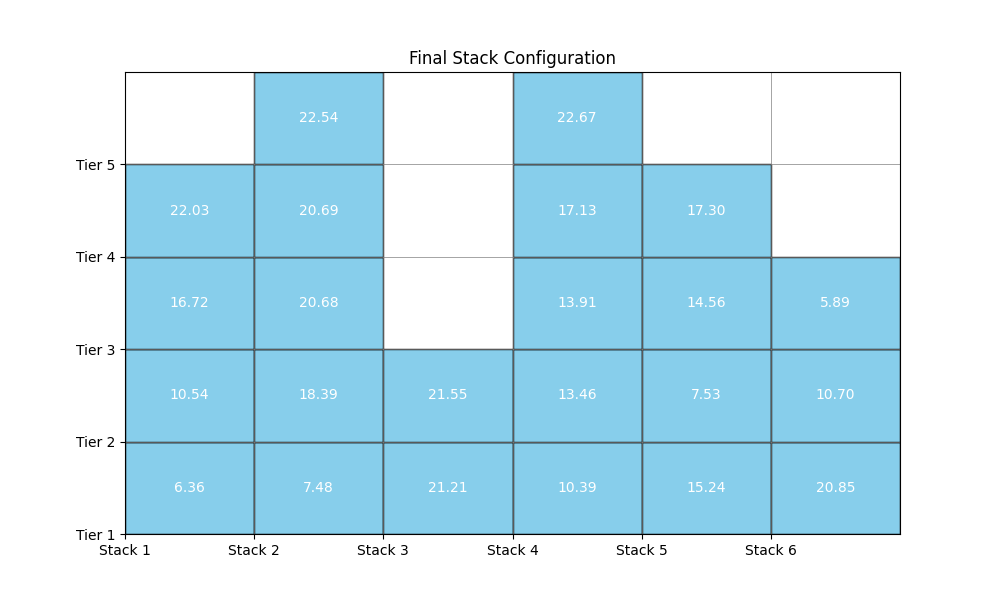 Final Stack Configuration
22.54 22.67
Tier 5
22.03 20.69 17.13 17.30
Tier 4
16.72 20.68 13.91 14.56 5.89
Tier 3
10.54 18.39 21.55 13.46 7.53 10.70
Tier 2
6.36 7.48 21.21 10.39 15.24 20.85
Tier 1
Stack 1 Stack 2 Stack 3 Stack 4 Stack 5 Stack 6